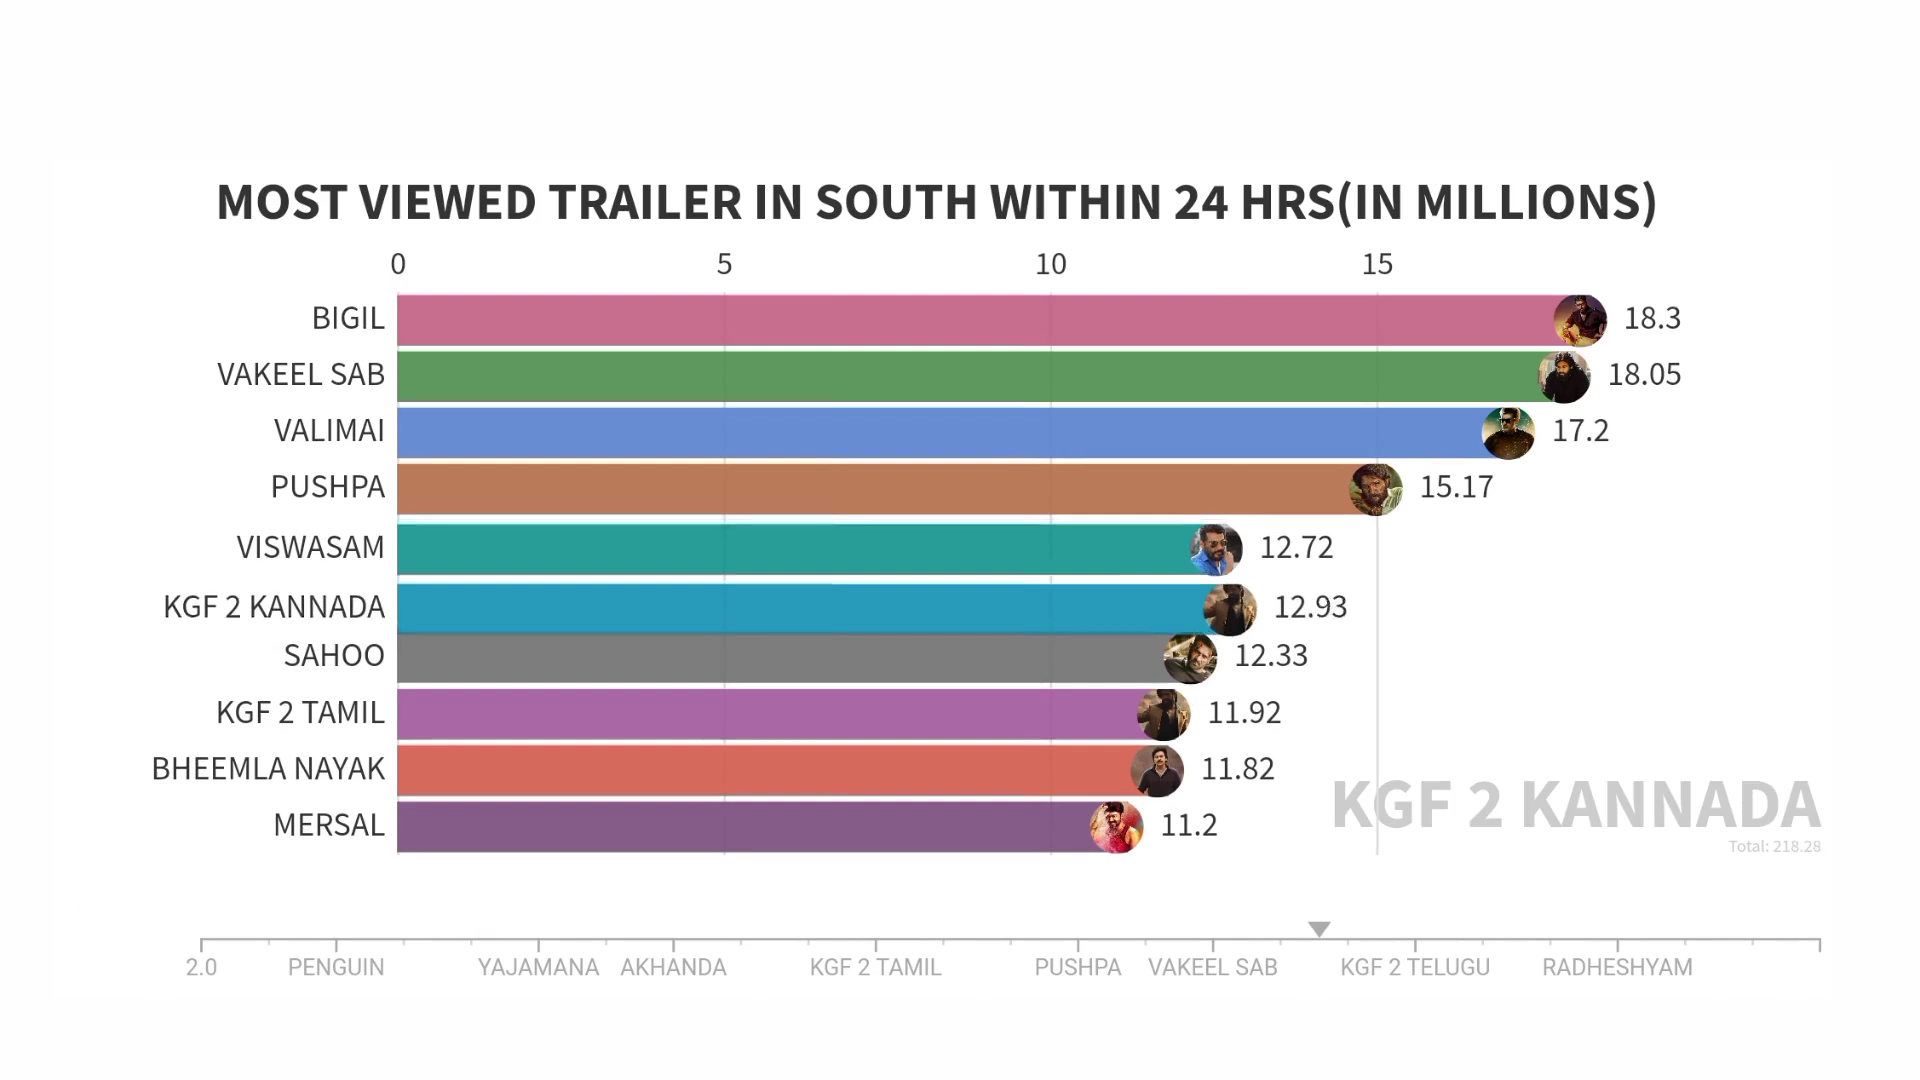 MOST VIEWED TRAILER IN SOUTH WITHIN 24 HRS(IN MILLIONS)
0 5 10 15
BIGIL 18.3
VAKEEL SAB 18.05
VALIMAI 17.2
PUSHPA 15.17
VISWASAM 12.72
KGF 2 KANNADA 12.93
SAHOO 12.33
KGF 2 TAMIL 11.92
BHEEMLA NAYAK 11.82
MERSAL 11.2
KGF 2 KANNADA
Total: 218.28
2.0 PENGUIN YAJAMANA AKHANDA KGF 2 TAMIL PUSHPA VAKEEL SAB KGF 2 TELUGU RADHESHYAM